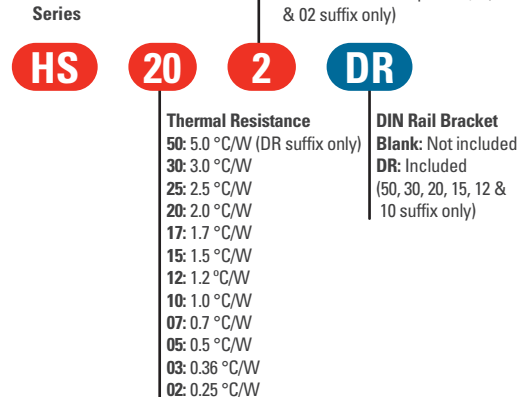 Series
& 02 suffix only)
HS 20 2 DR
Thermal Resistance
50: 5.0 °C/W (DR suffix only)
30: 3.0 °C/W
25: 2.5 °C/W
20: 2.0 °C/W
17: 1.7 °C/W
15: 1.5 °C/W
12: 1.2 ºC/W
10: 1.0 °C/W
07: 0.7 °C/W
05: 0.5 °C/W
03: 0.36 °C/W
02: 0.25 °C/W
DIN Rail Bracket
Blank: Not included
DR: Included
(50, 30, 20, 15, 12 &
10 suffix only)